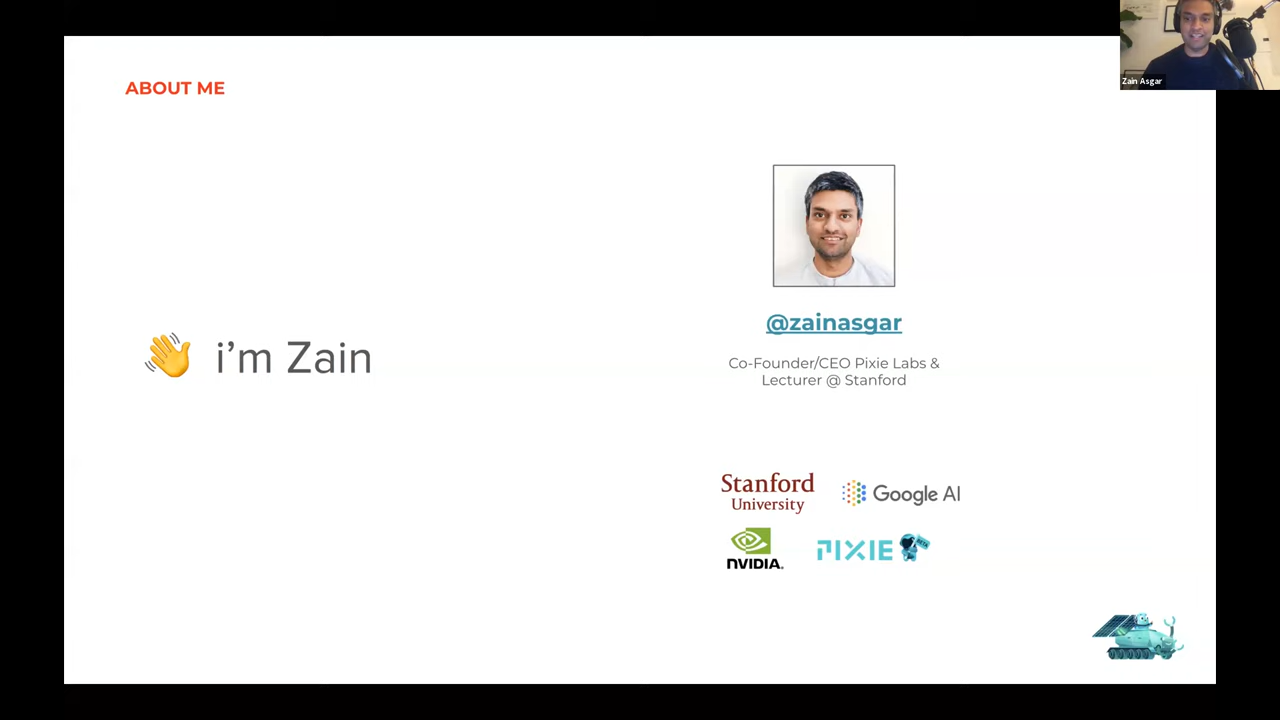 Zain Asgar
ABOUT ME
👋 i’m Zain
@zainasgar
Co-Founder/CEO Pixie Labs &
Lecturer @ Stanford
Stanford
University
Google AI
NVIDIA.
PIXIE
BETA